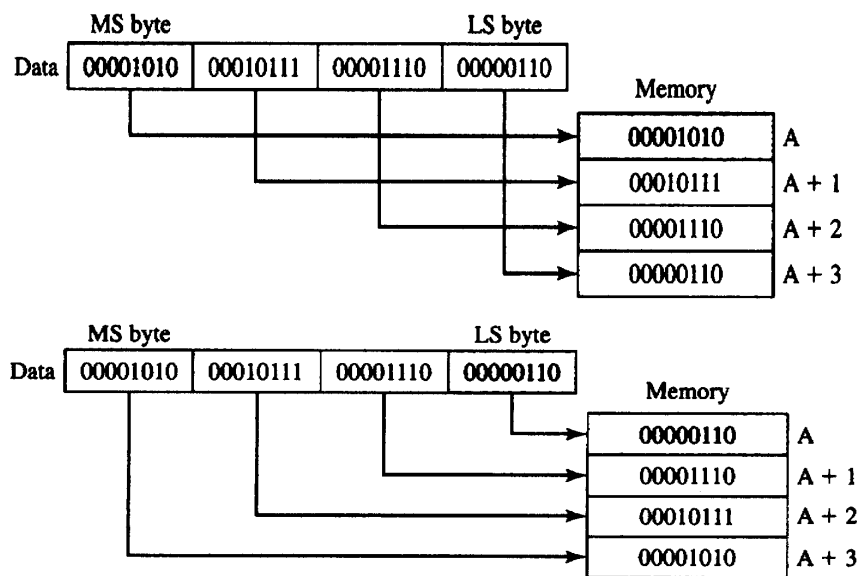 MS byte LS byte
Data 00001010 00010111 00001110 00000110
Memory
00001010 A
00010111 A + 1
00001110 A + 2
00000110 A + 3
MS byte LS byte
Data 00001010 00010111 00001110 00000110
Memory
00000110 A
00001110 A + 1
00010111 A + 2
00001010 A + 3